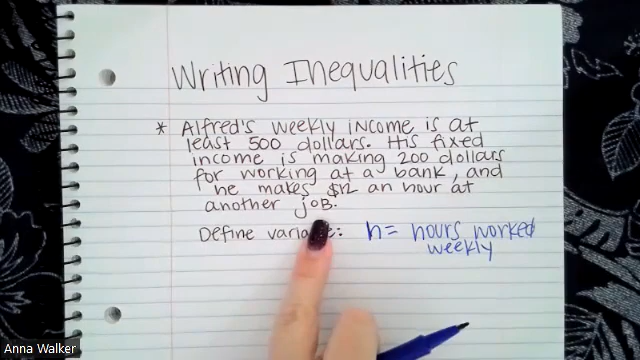 Writing Inequalities
* Alfred's weekly income is at
least 500 dollars. His fixed
income is making 200 dollars
for working at a bank, and
he makes $12 an hour at
another joB.
Define variable: h= hours worked
weekly
Anna Walker